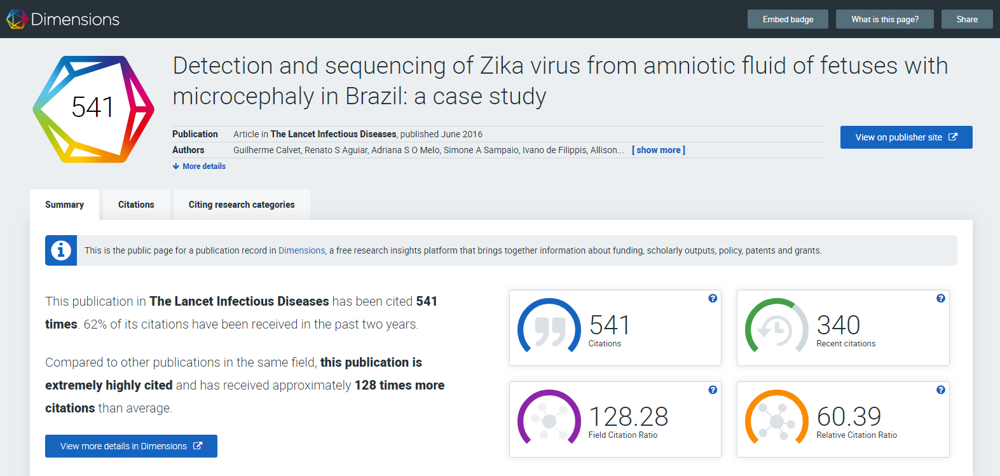 Dimensions
Embed badge
What is this page?
Share
541
Detection and sequencing of Zika virus from amniotic fluid of fetuses with
microcephaly in Brazil: a case study
Publication Article in The Lancet Infectious Diseases, published June 2016
Authors Guilherme Calvet, Renato S Aguiar, Adriana S O Melo, Simone A Sampaio, Ivano de Filippis, Allison... [ show more ]
More details
View on publisher site
Summary
Citations
Citing research categories
This is the public page for a publication record in Dimensions, a free research insights platform that brings together information about funding, scholarly outputs, policy, patents and grants.
This publication in The Lancet Infectious Diseases has been cited 541
times. 62% of its citations have been received in the past two years.
Compared to other publications in the same field, this publication is
extremely highly cited and has received approximately 128 times more
citations than average.
View more details in Dimensions
541
Citations
340
Recent citations
128.28
Field Citation Ratio
60.39
Relative Citation Ratio